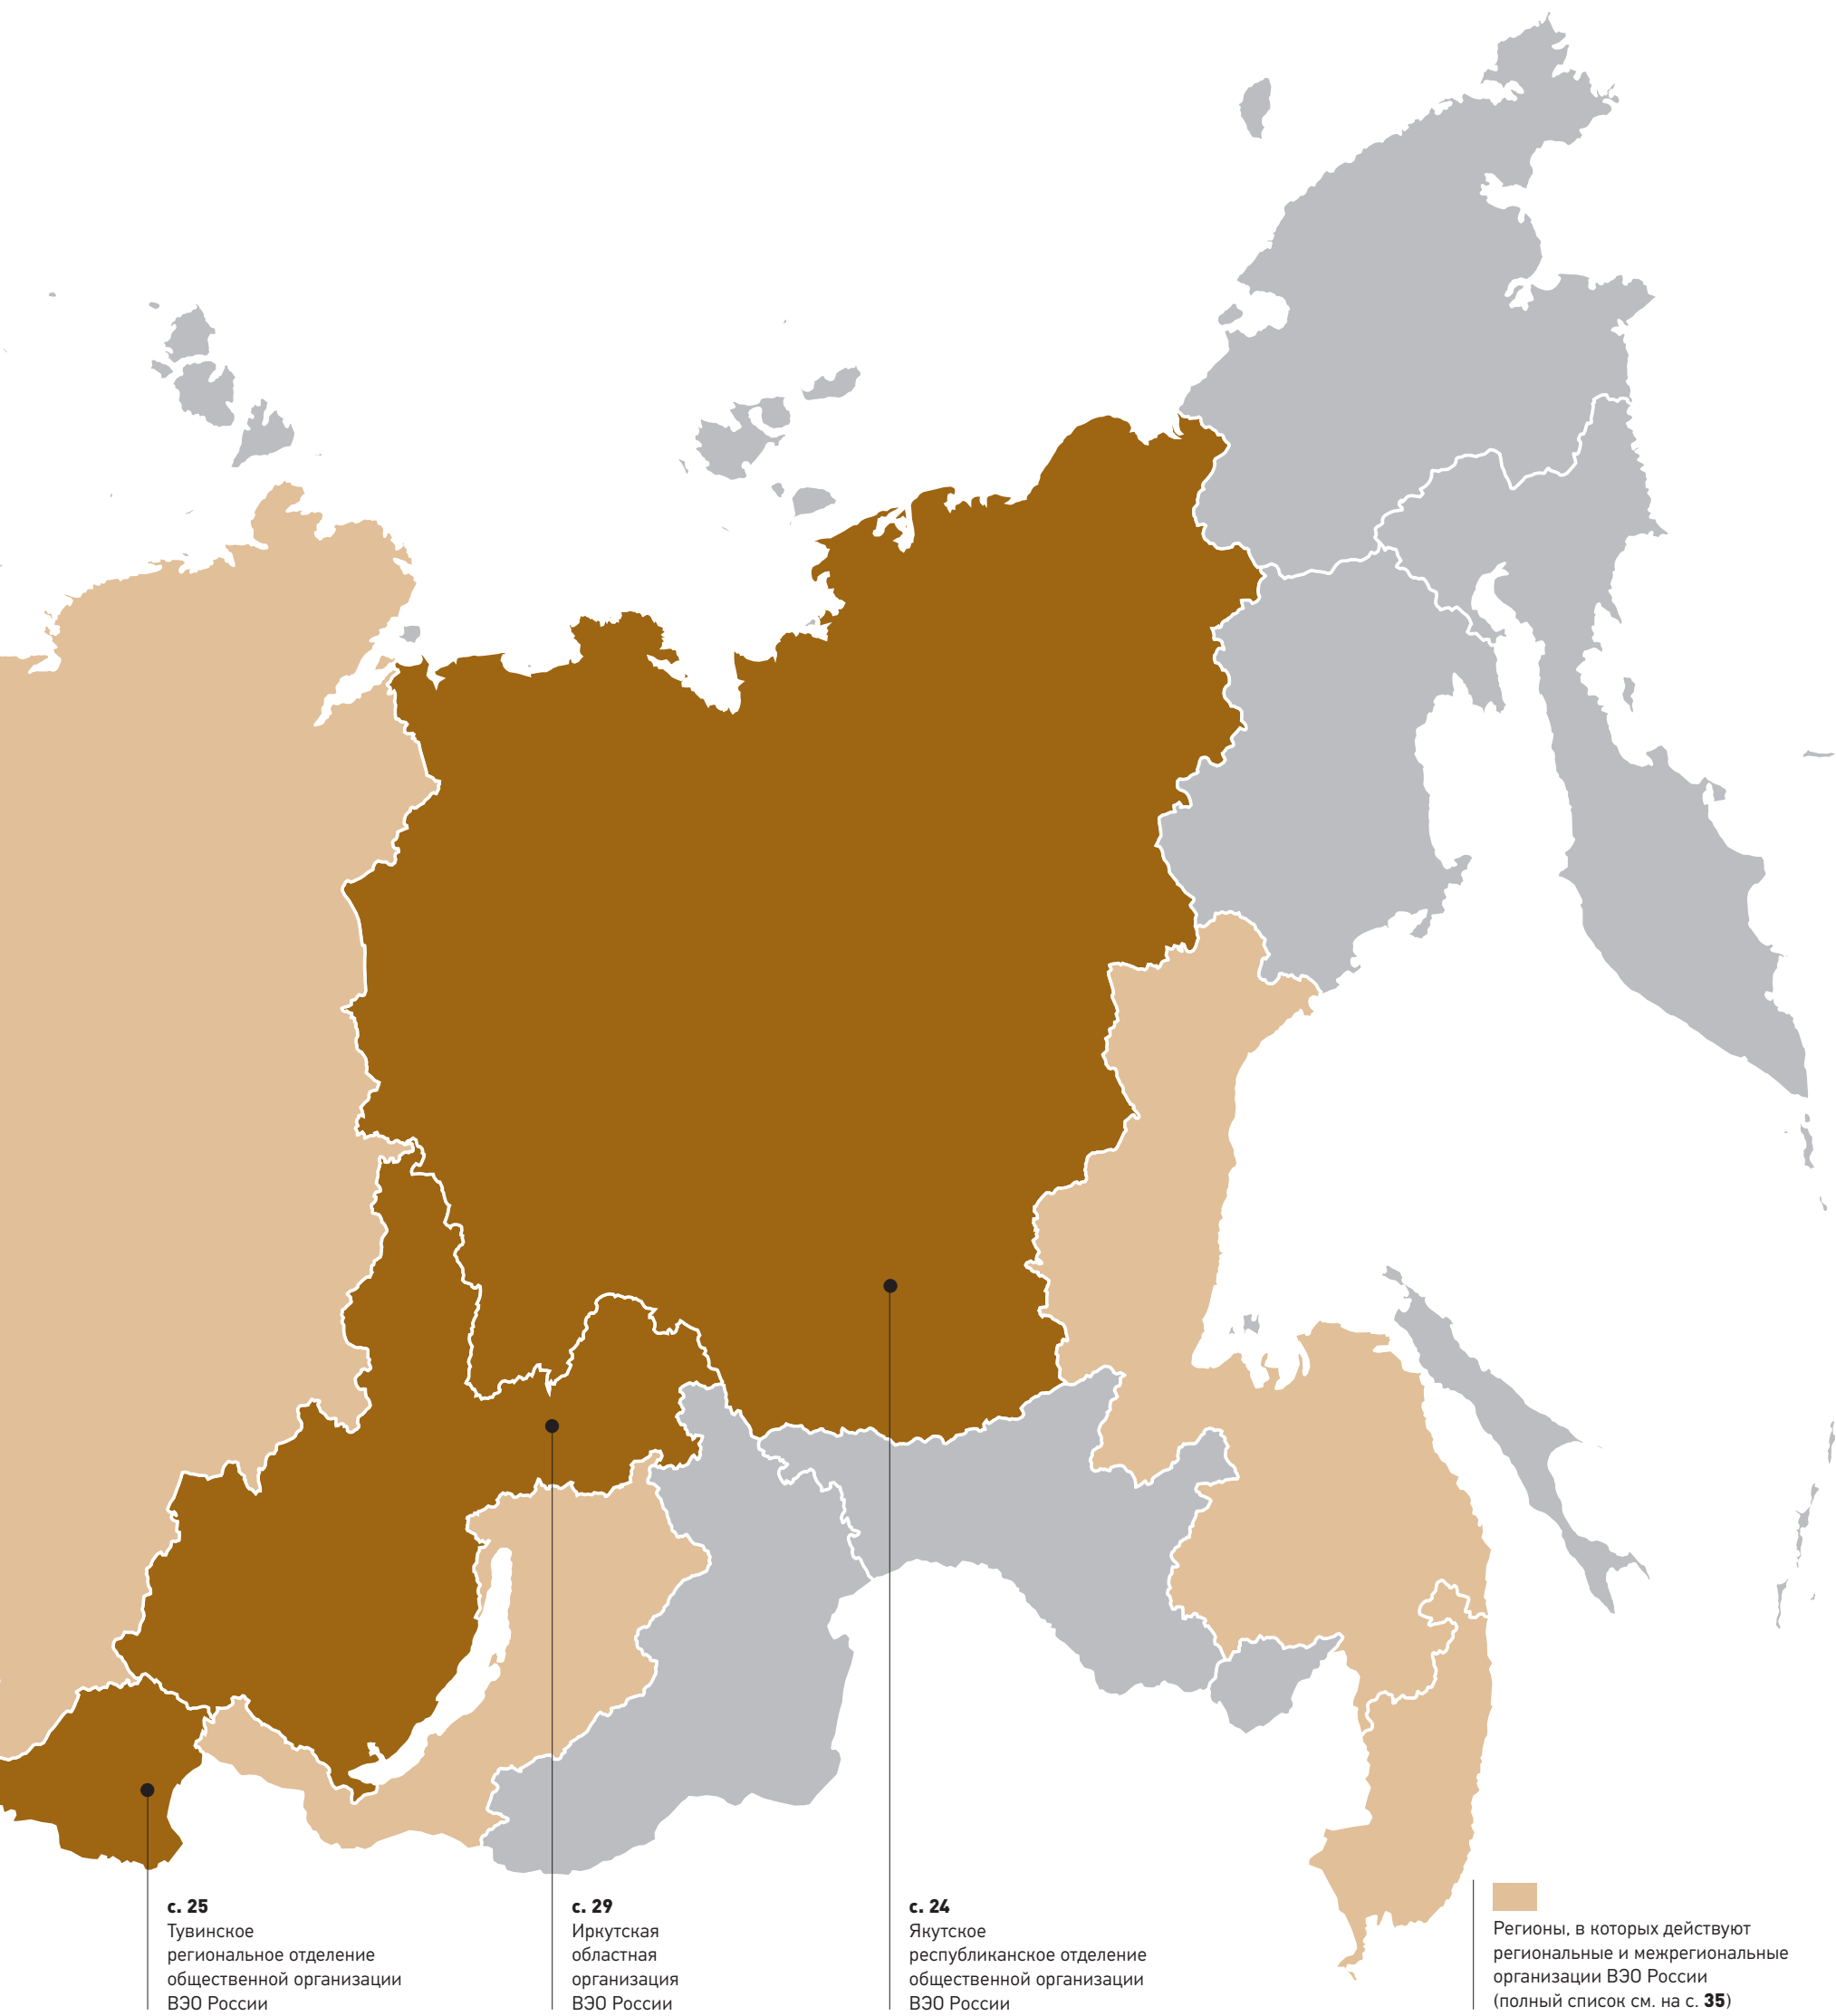 с. 25
Тувинское
региональное отделение
общественной организации
ВЭО России
с. 29
Иркутская
областная
организация
ВЭО России
с. 24
Якутское
республиканское отделение
общественной организации
ВЭО России
Регионы, в которых действуют
региональные и межрегиональные
организации ВЭО России
(полный список см. на с. 35)